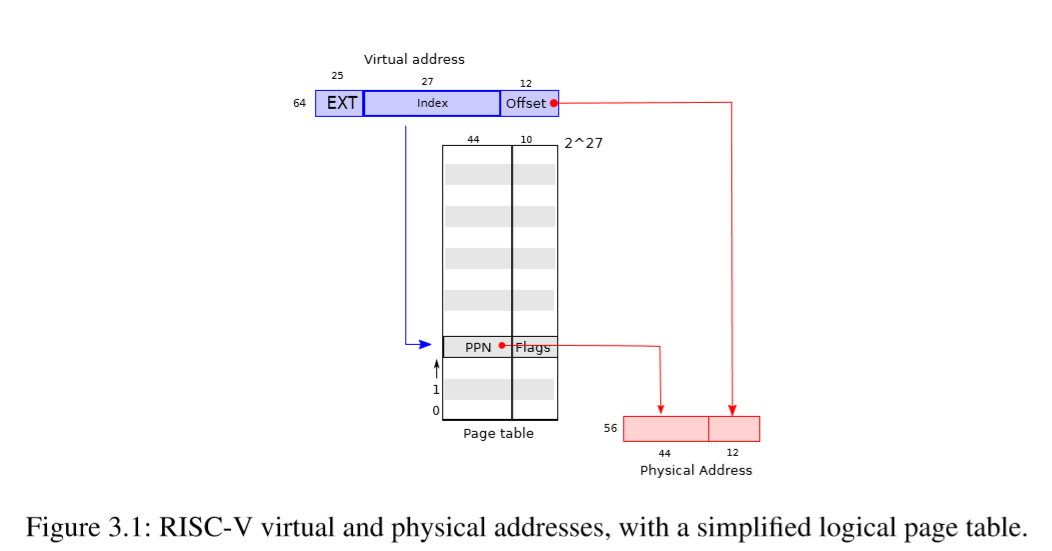 Virtual address
25 27 12
64 EXT Index Offset
44 10 2^27
PPN Flags
1
0
Page table
56
44 12
Physical Address
Figure 3.1: RISC-V virtual and physical addresses, with a simplified logical page table.